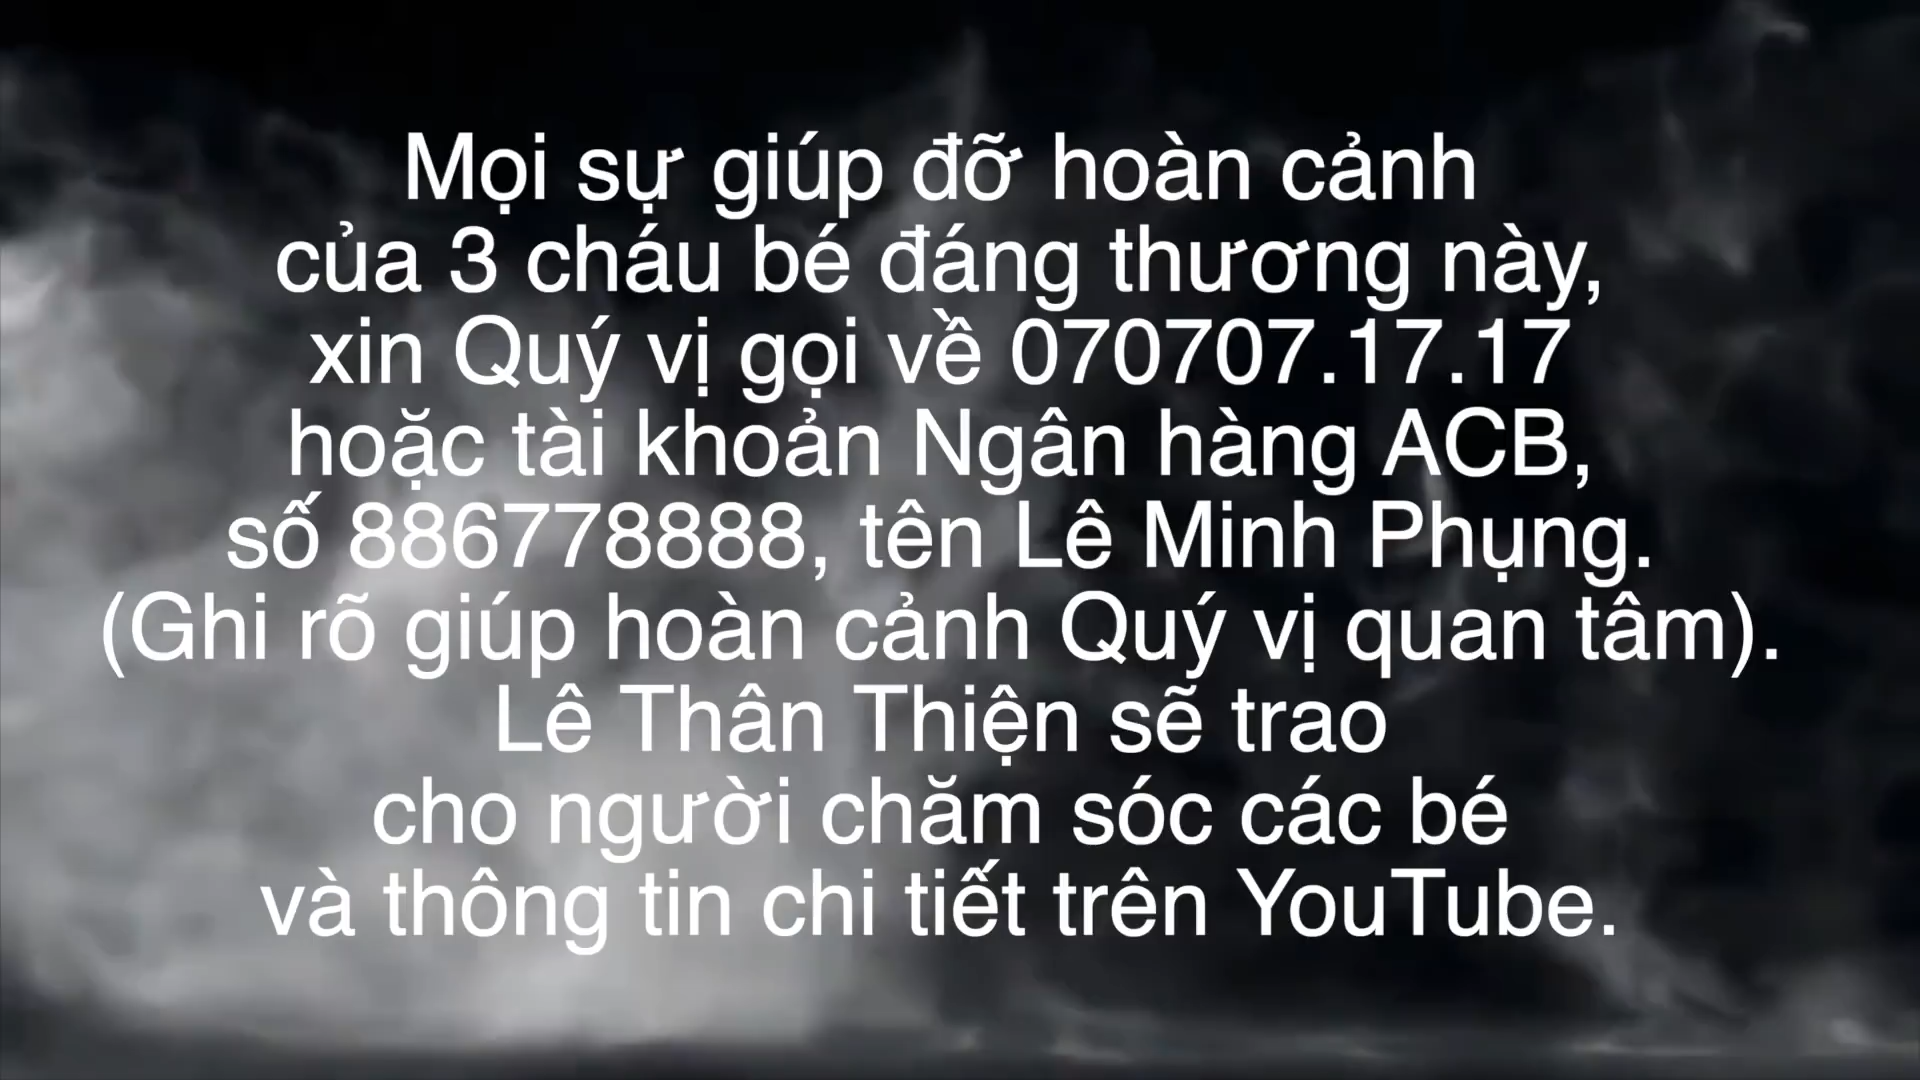 Mọi sự giúp đỡ hoàn cảnh
của 3 cháu bé đáng thương này,
xin Quý vị gọi về 070707.17.17
hoặc tài khoản Ngân hàng ACB,
số 886778888, tên Lê Minh Phụng.
(Ghi rõ giúp hoàn cảnh Quý vị quan tâm).
Lê Thân Thiện sẽ trao
cho người chăm sóc các bé
và thông tin chi tiết trên YouTube.